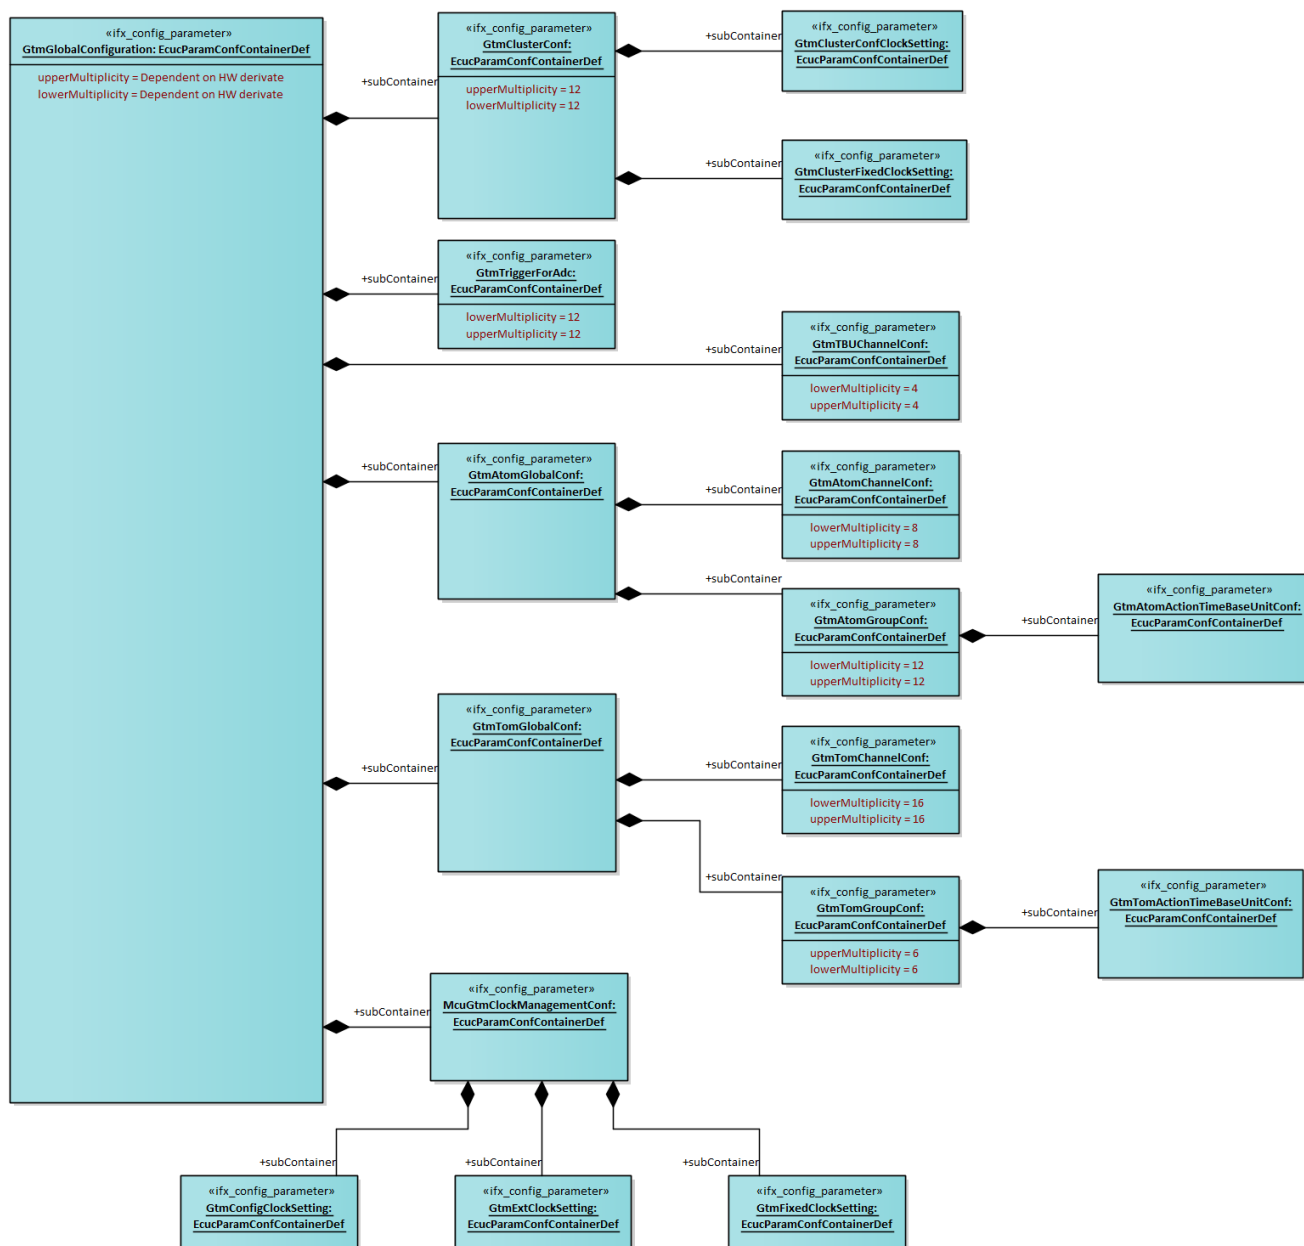 «ifx_config_parameter»
GtmGlobalConfiguration: EcucParamConfContainerDef
upperMultiplicity = Dependent on HW derivate
lowerMultiplicity = Dependent on HW derivate
+subContainer
«ifx_config_parameter»
GtmClusterConf:
EcucParamConfContainerDef
upperMultiplicity = 12
lowerMultiplicity = 12
+subContainer
«ifx_config_parameter»
GtmClusterConfClockSetting:
EcucParamConfContainerDef
+subContainer
«ifx_config_parameter»
GtmClusterFixedClockSetting:
EcucParamConfContainerDef
+subContainer
«ifx_config_parameter»
GtmTriggerForAdc:
EcucParamConfContainerDef
lowerMultiplicity = 12
upperMultiplicity = 12
+subContainer
«ifx_config_parameter»
GtmTBUChannelConf:
EcucParamConfContainerDef
lowerMultiplicity = 4
upperMultiplicity = 4
+subContainer
«ifx_config_parameter»
GtmAtomGlobalConf:
EcucParamConfContainerDef
+subContainer
«ifx_config_parameter»
GtmAtomChannelConf:
EcucParamConfContainerDef
lowerMultiplicity = 8
upperMultiplicity = 8
+subContainer
«ifx_config_parameter»
GtmAtomGroupConf:
EcucParamConfContainerDef
lowerMultiplicity = 12
upperMultiplicity = 12
+subContainer
«ifx_config_parameter»
GtmAtomActionTimeBaseUnitConf:
EcucParamConfContainerDef
+subContainer
«ifx_config_parameter»
GtmTomGlobalConf:
EcucParamConfContainerDef
+subContainer
«ifx_config_parameter»
GtmTomChannelConf:
EcucParamConfContainerDef
lowerMultiplicity = 16
upperMultiplicity = 16
+subContainer
«ifx_config_parameter»
GtmTomGroupConf:
EcucParamConfContainerDef
upperMultiplicity = 6
lowerMultiplicity = 6
+subContainer
«ifx_config_parameter»
GtmTomActionTimeBaseUnitConf:
EcucParamConfContainerDef
+subContainer
«ifx_config_parameter»
McuGtmClockManagementConf:
EcucParamConfContainerDef
+subContainer
«ifx_config_parameter»
GtmConfigClockSetting:
EcucParamConfContainerDef
+subContainer
«ifx_config_parameter»
GtmExtClockSetting:
EcucParamConfContainerDef
+subContainer
«ifx_config_parameter»
GtmFixedClockSetting:
EcucParamConfContainerDef